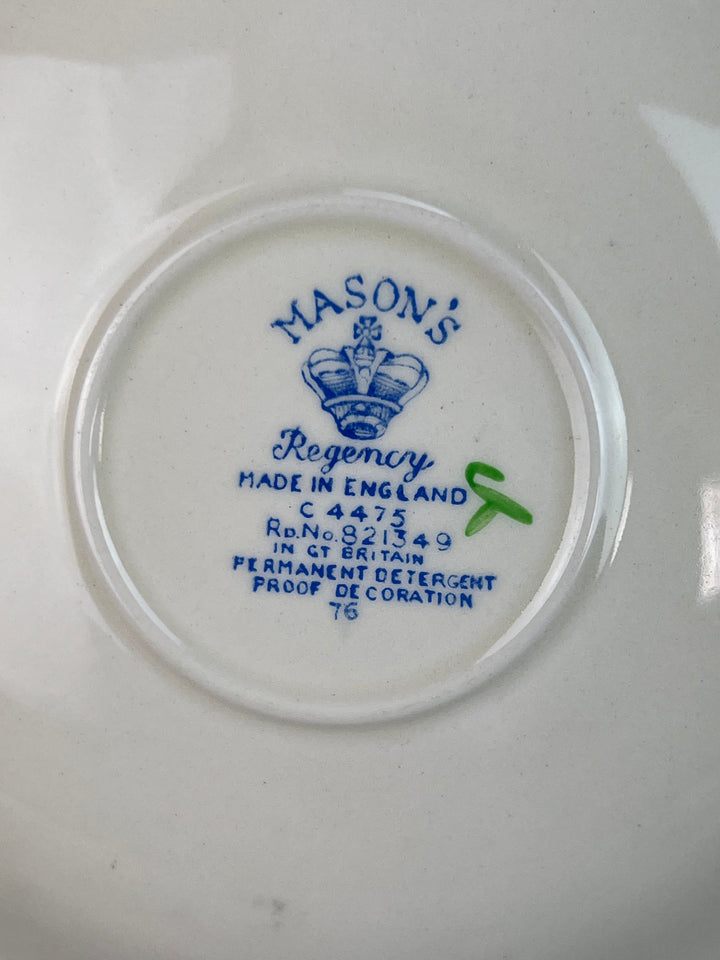 MASON'S
Regency
MADE IN ENGLAND
C 4475
RD. No. 821349
IN GT BRITAIN
PERMANENT DETERGENT
PROOF DECORATION
76